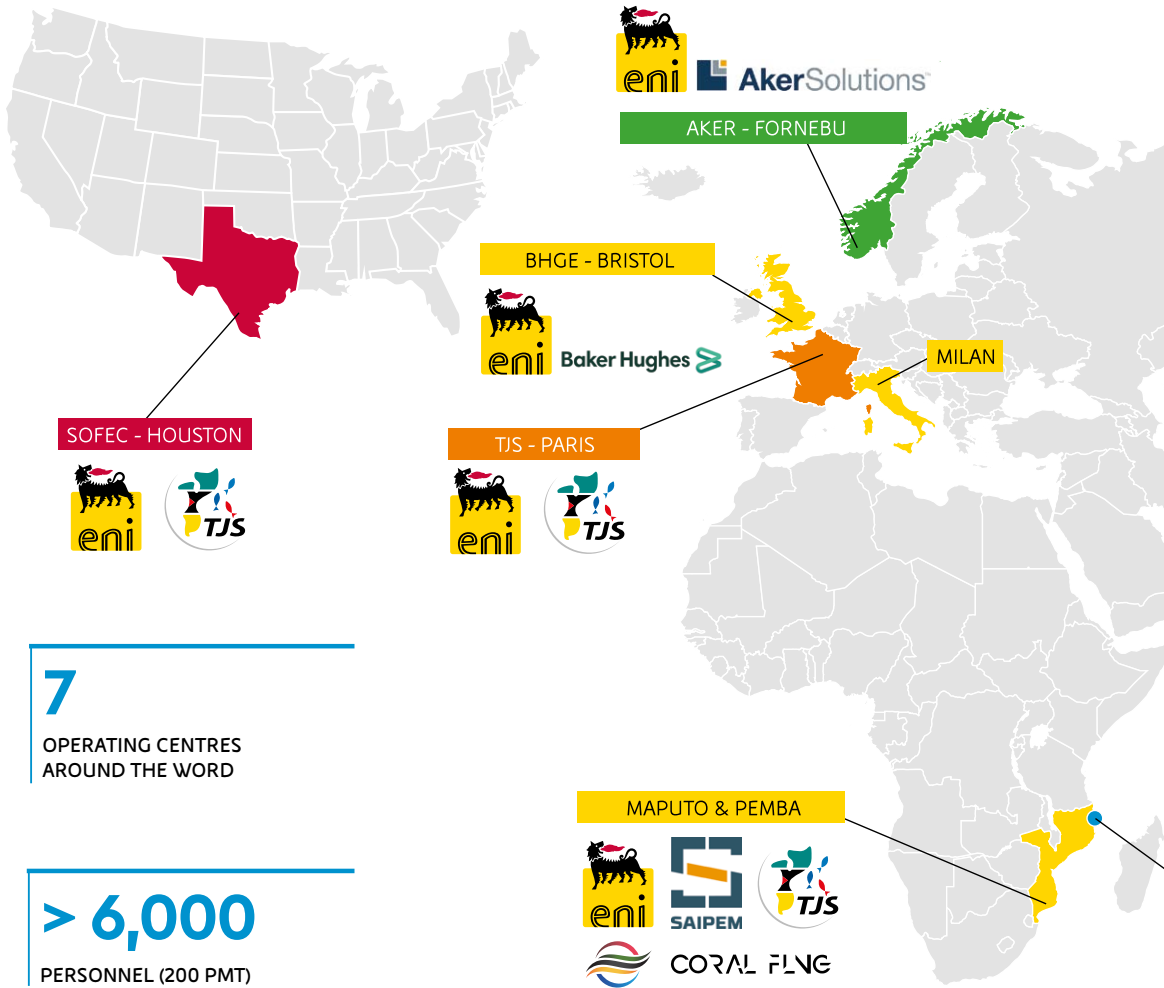 eni
AkerSolutions™
AKER - FORNEBU
BHGE - BRISTOL
eni
Baker Hughes
MILAN
SOFEC - HOUSTON
eni
TJS
TJS - PARIS
eni
TJS
7
OPERATING CENTRES
AROUND THE WORD
MAPUTO & PEMBA
eni
SAIPEM
TJS
CORAL FLNG
> 6,000
PERSONNEL (200 PMT)